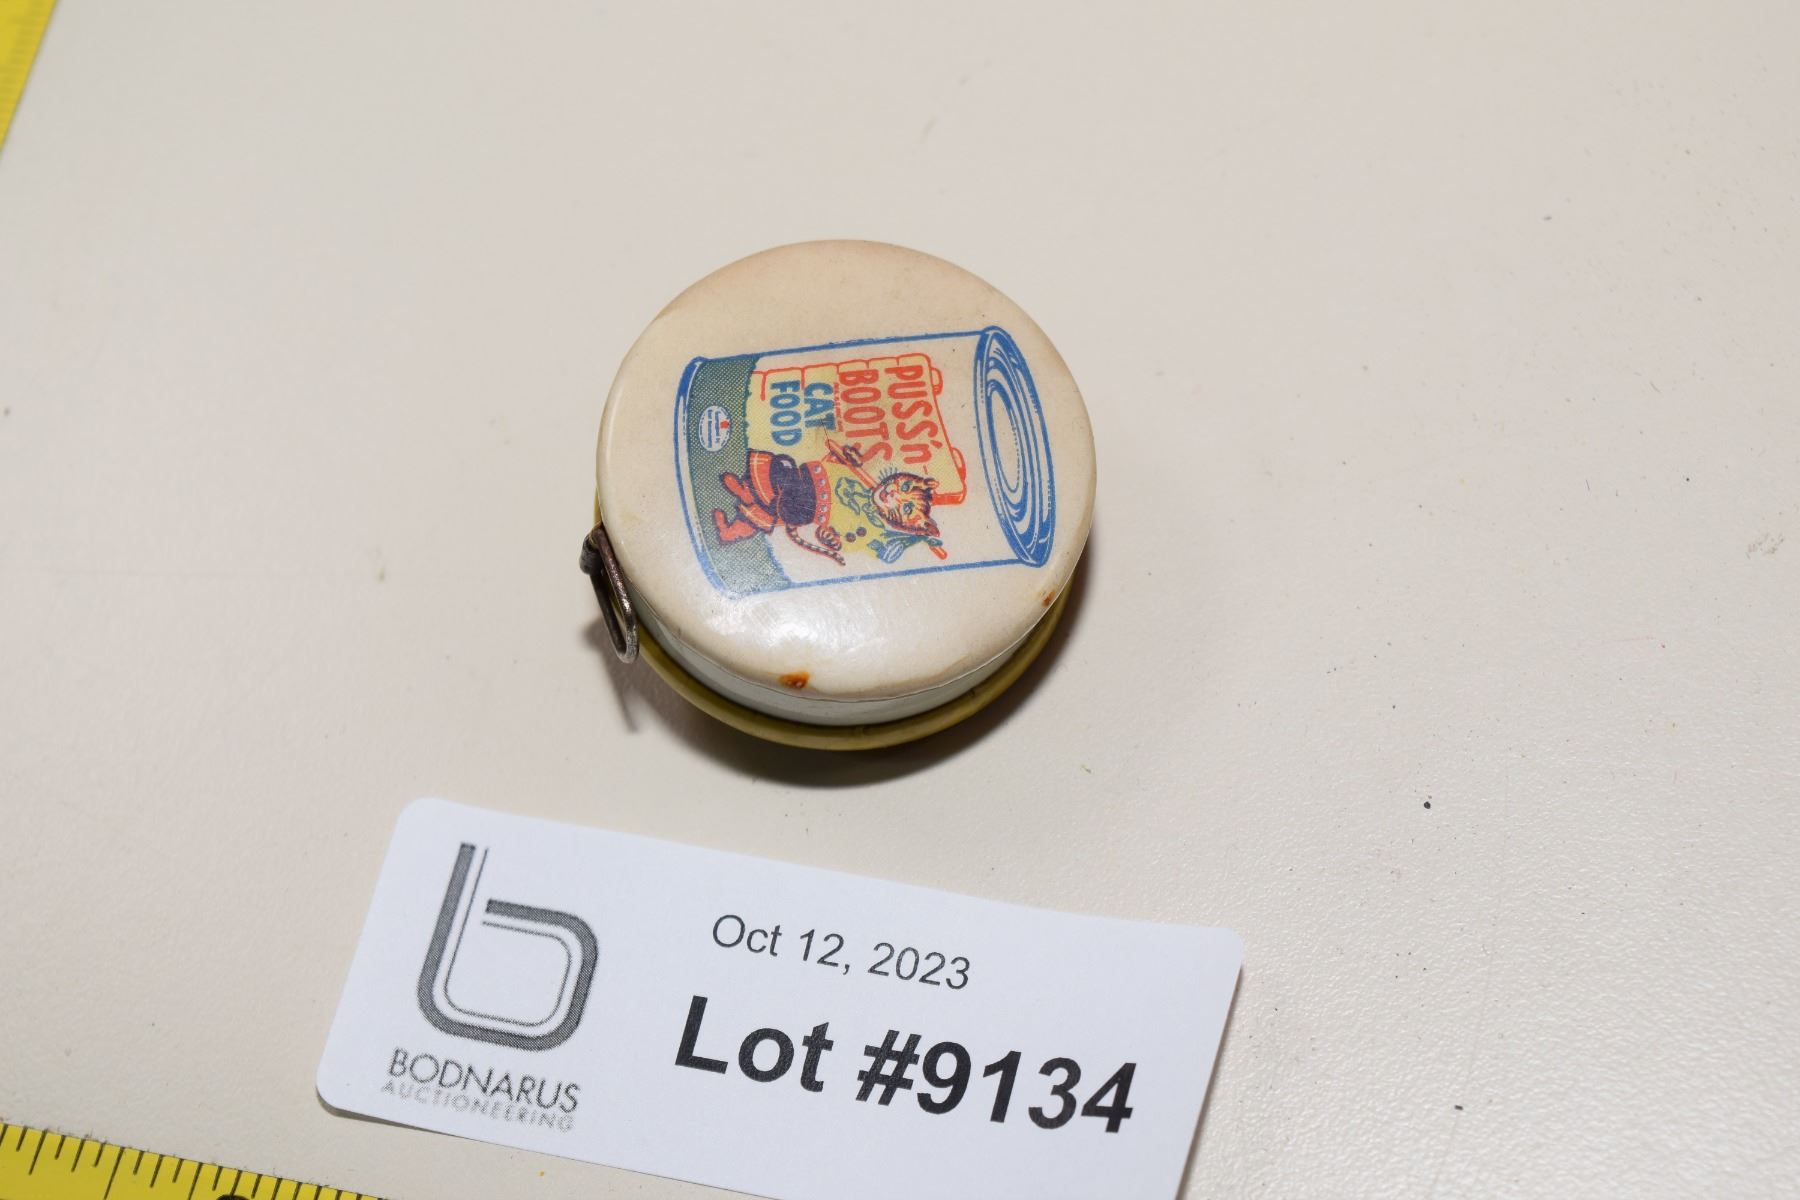 PUSS'n
BOOTS
CAT
FOOD
Oct 12, 2023
Lot #9134
BODNARUS
AUCTIONEERING